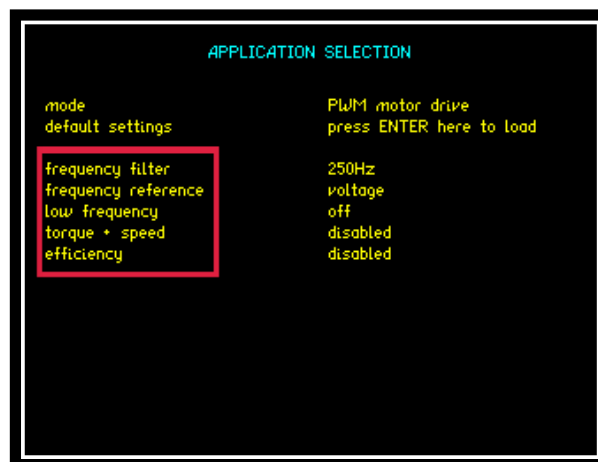 APPLICATION SELECTION
mode PWM motor drive
default settings press ENTER here to load
frequency filter 250Hz
frequency reference voltage
low frequency off
torque + speed disabled
efficiency disabled